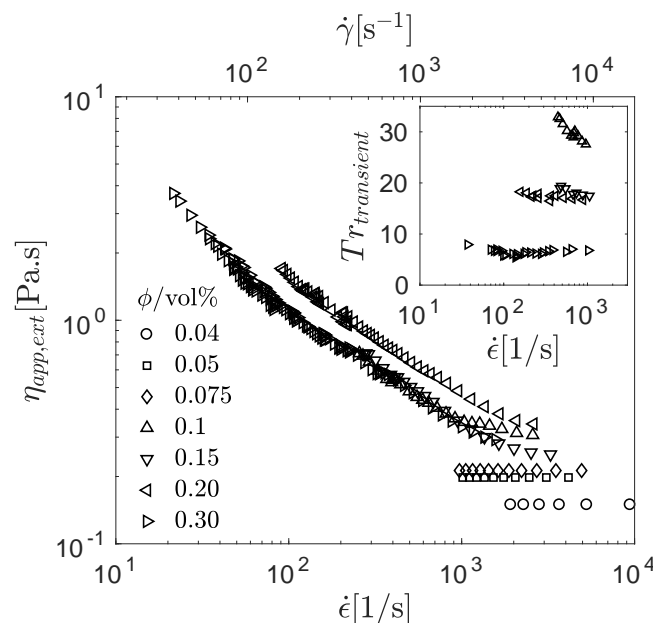 γ̇[s⁻¹]
10² 10³ 10⁴
10¹
10⁰
10⁻¹
η_app,ext[Pa.s]
ϕ/vol%
0.04
0.05
0.075
0.1
0.15
0.20
0.30
Tr_transient
30
20
10
0
10² 10³
ϵ̇[1/s]
10¹ 10² 10³ 10⁴
ϵ̇[1/s]